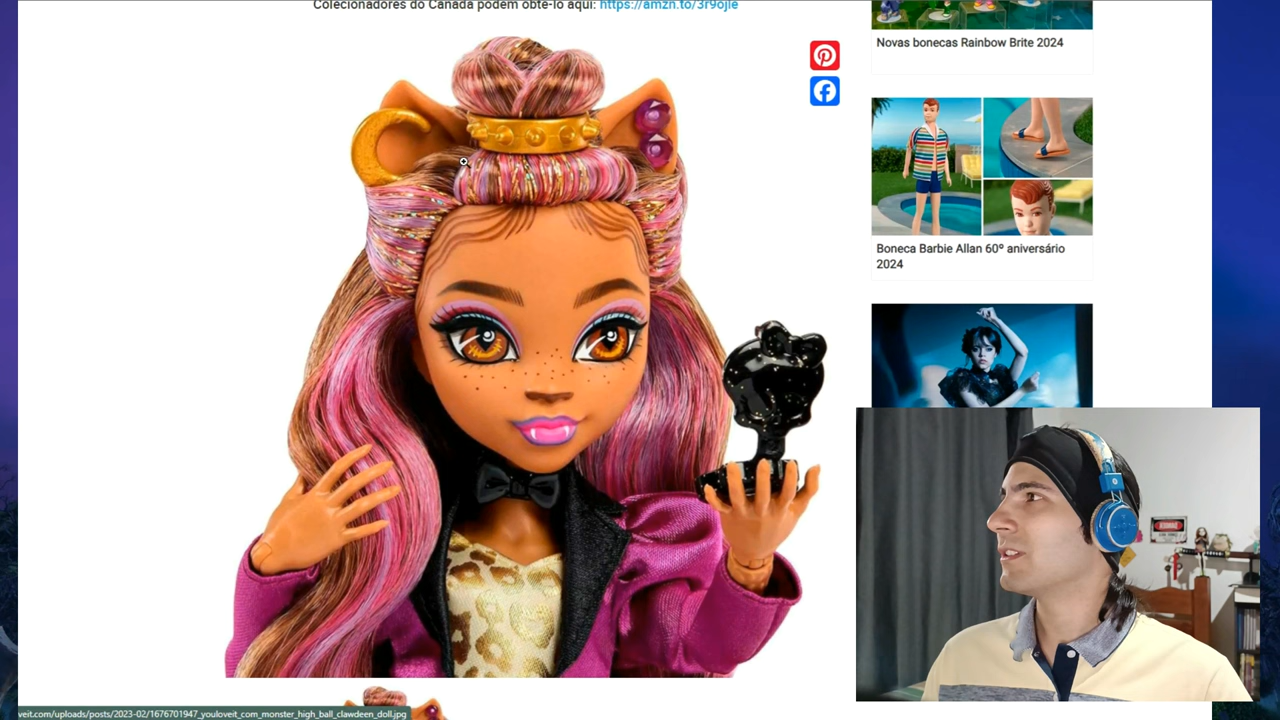 Colecionadores do Canadá podem obtê-lo aqui: https://amzn.to/3r9ojIe
Novas bonecas Rainbow Brite 2024
Boneca Barbie Allan 60º aniversário
2024
veit.com/uploads/posts/2023-02/1676701947_youloveit_com_monster_high_ball_clawdeen_doll.jpg